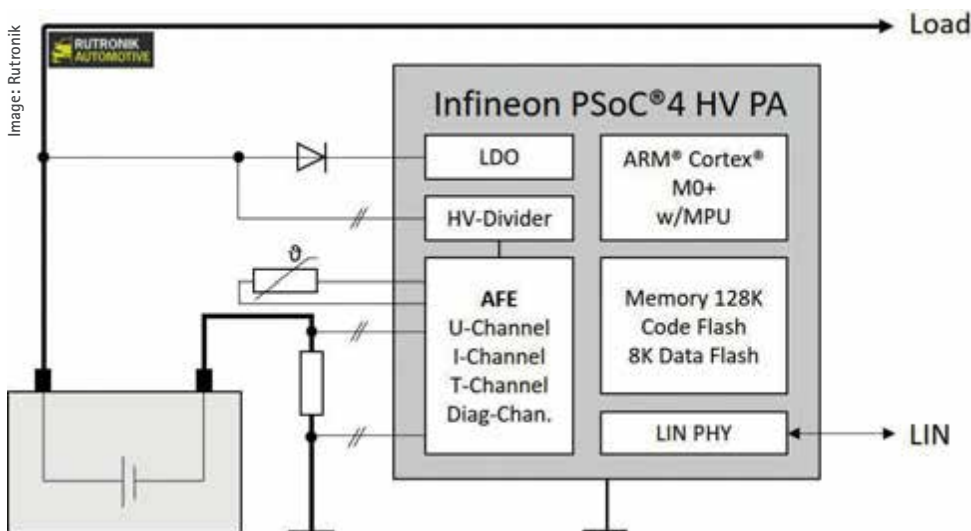 Image: Rutronik
RUTRONIK
AUTOMOTIVE
Load
Infineon PSoC®4 HV PA
LDO
HV-Divider
ϑ
AFE
U-Channel
I-Channel
T-Channel
Diag-Chan.
ARM® Cortex®
M0+
w/MPU
Memory 128K
Code Flash
8K Data Flash
LIN PHY
LIN